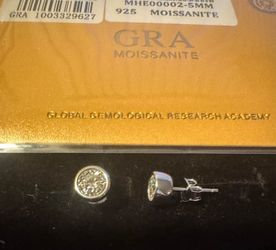 MHE00002-5MM
GRA 1003329627
925 MOISSANITE
GRA
MOISSANITE
GLOBAL GEMOLOGICAL RESEARCH ACADEMY